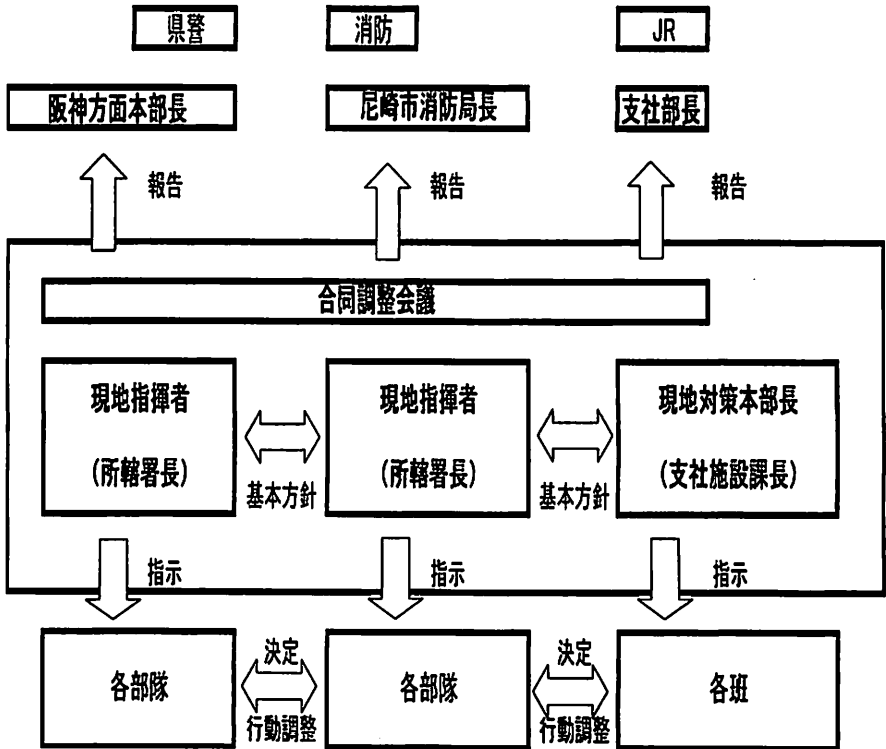 県警
消防
JR
阪神方面本部長
尼崎市消防局長
支社部長
報告
報告
報告
合同調整会議
現地指揮者
(所轄署長)
現地指揮者
(所轄署長)
現地対策本部長
(支社施設課長)
基本方針
基本方針
指示
指示
指示
各部隊
決定
行動調整
各部隊
決定
行動調整
各班